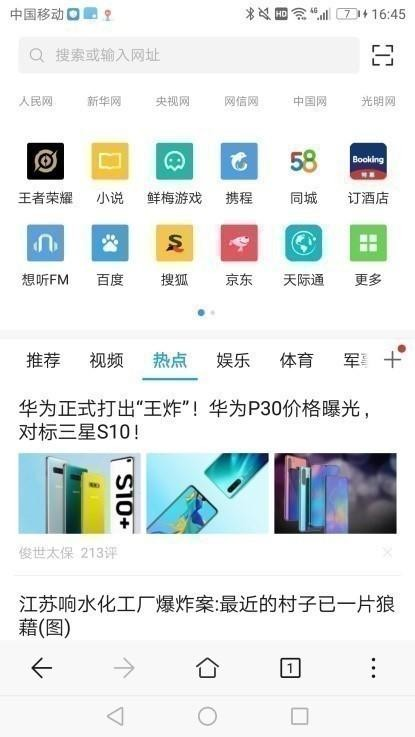 中国移动 HD 4G 7 16:45
搜索或输入网址
人民网 新华网 央视网 网信网 中国网 光明网
58 Booking 特惠
王者荣耀 小说 鲜梅游戏 携程 同城 订酒店
S
想听FM 百度 搜狐 京东 天际通 更多
推荐 视频 热点 娱乐 体育 军
华为正式打出“王炸”！华为P30价格曝光，
对标三星S10！
S10+
俊世太保 213评
江苏响水化工厂爆炸案:最近的村子已一片狼
藉(图)
1